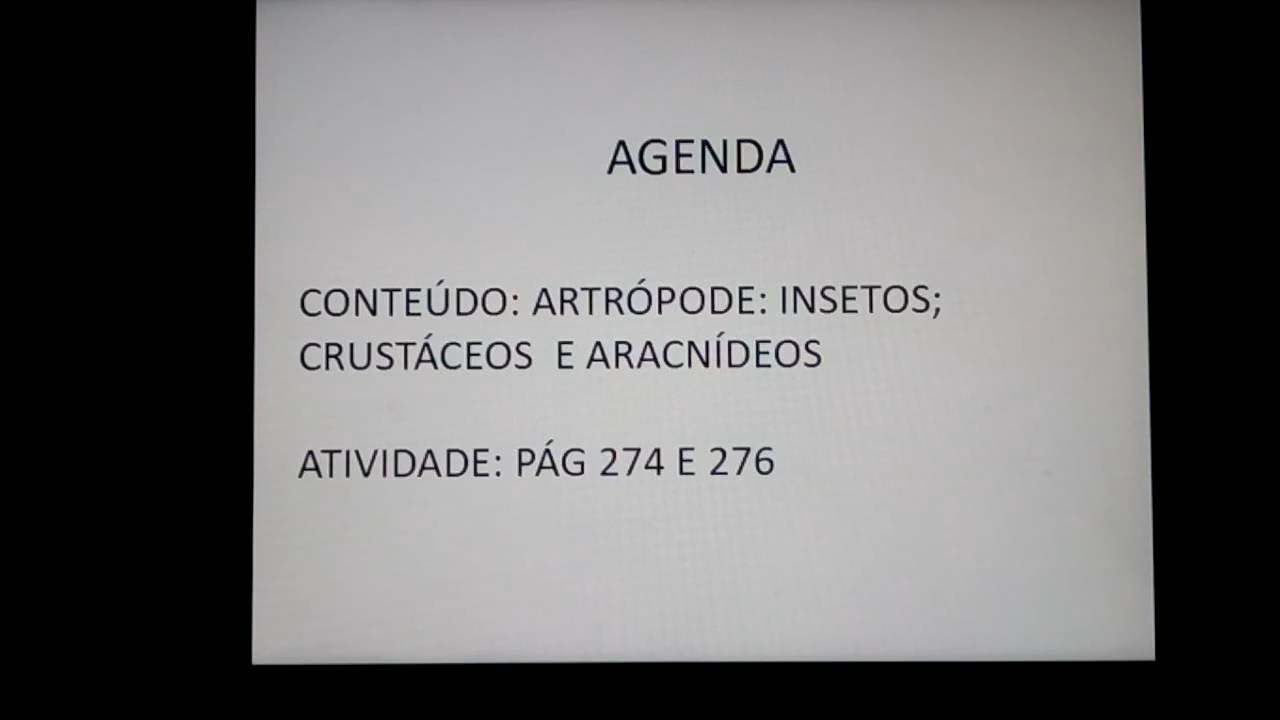 AGENDA
CONTEÚDO: ARTRÓPODE: INSETOS;
CRUSTÁCEOS E ARACNÍDEOS
ATIVIDADE: PÁG 274 E 276